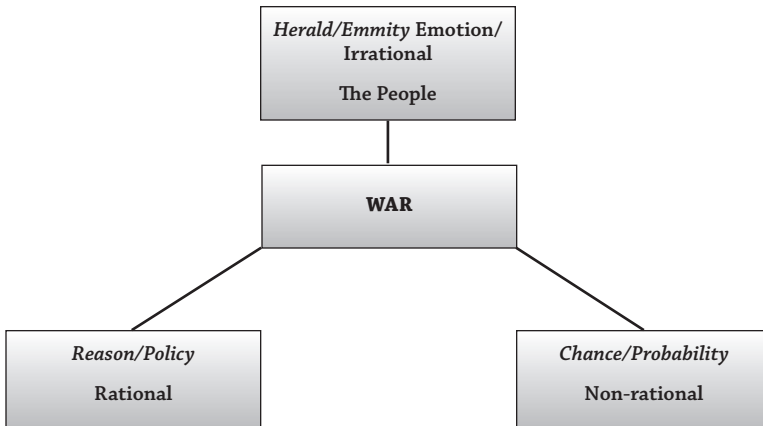 Herald/Emmity Emotion/
Irrational
The People
WAR
Reason/Policy
Rational
Chance/Probability
Non-rational